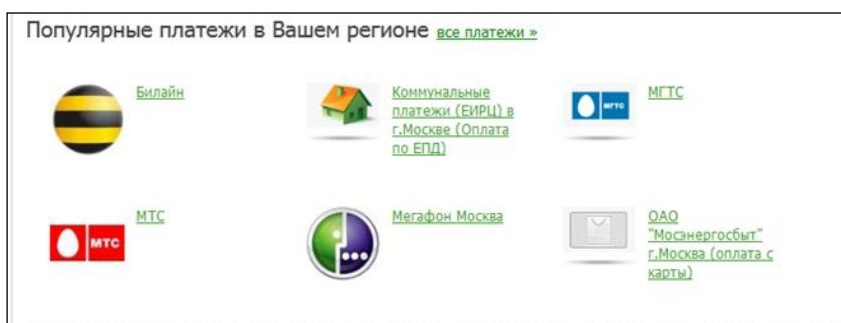 Популярные платежи в Вашем регионе все платежи »
Билайн
Коммунальные
платежи (ЕИРЦ) в
г.Москве (Оплата
по ЕПД)
МГТС
МГТС
МТС
МТС
Мегафон Москва
ОАО
"Мосэнергосбыт"
г.Москва (оплата с
карты)